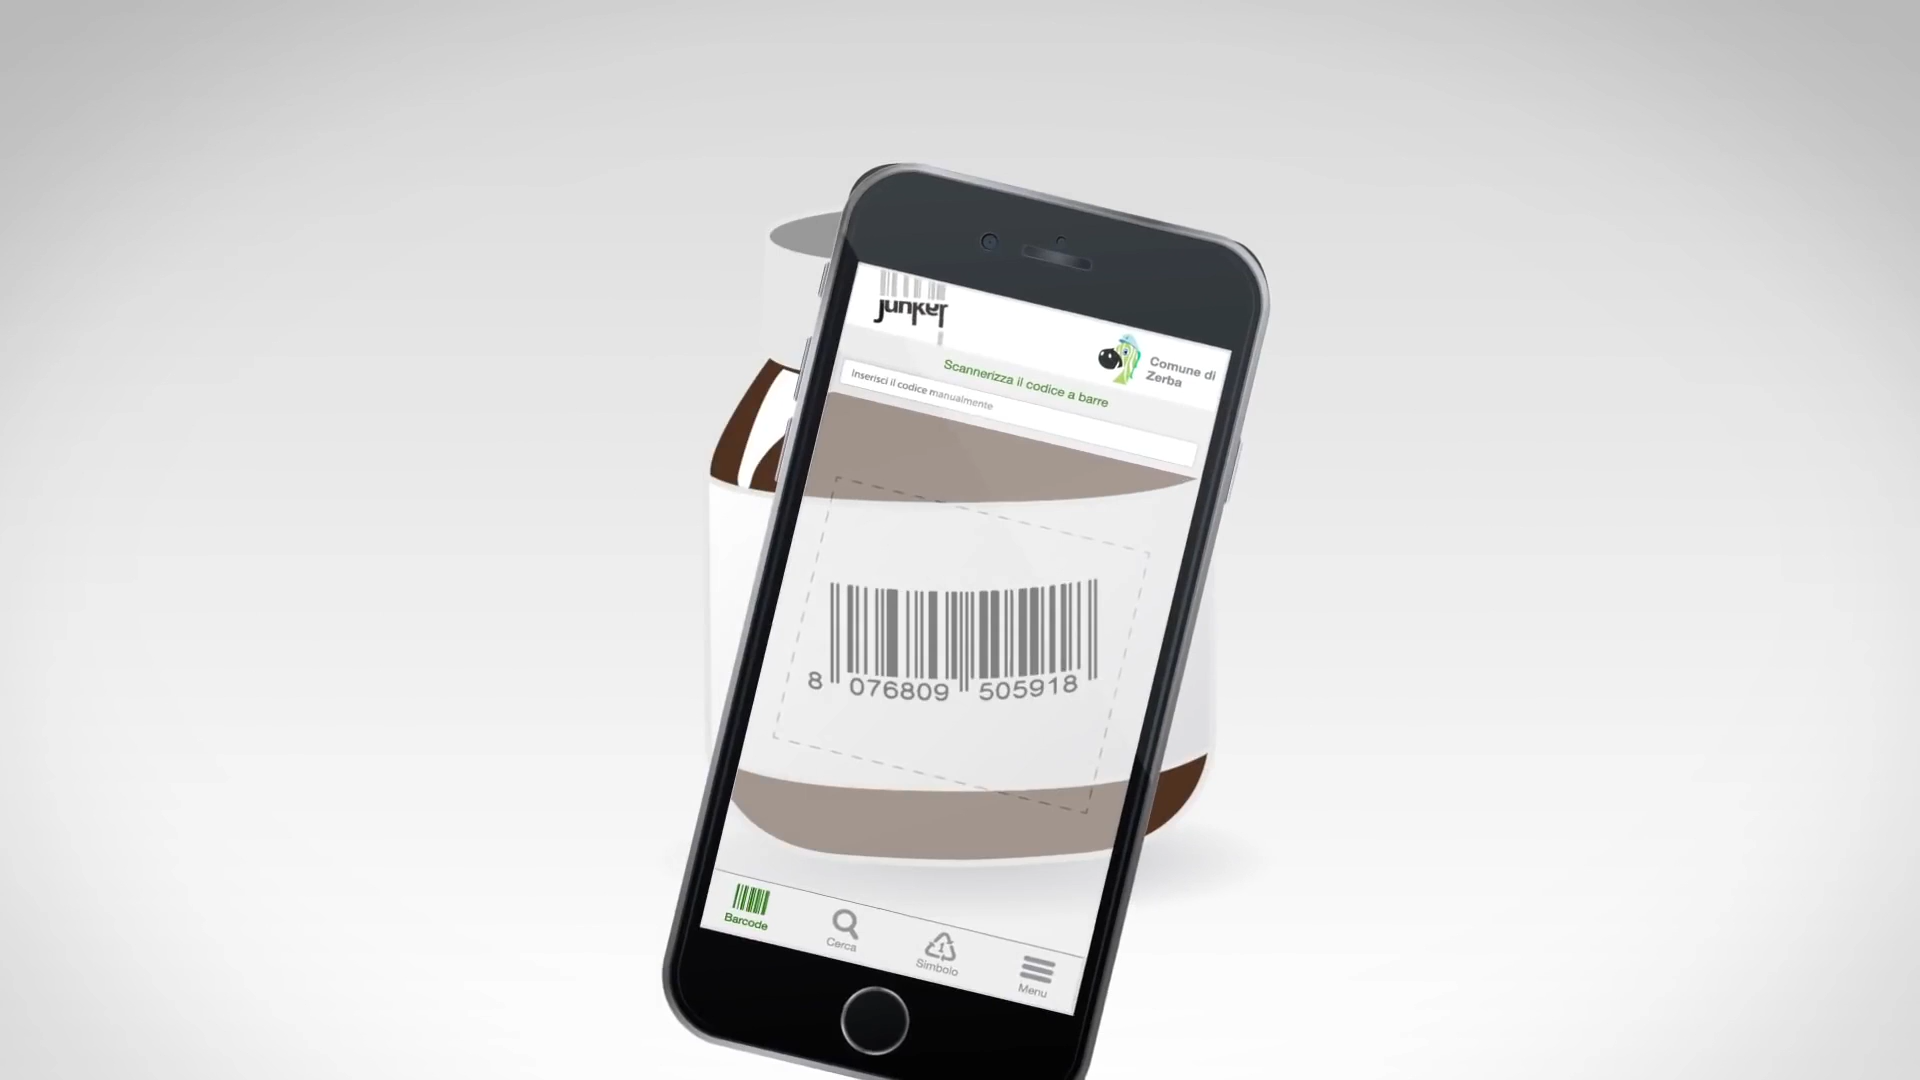 junker
Comune di
Zerba
Scannerizza il codice a barre
Inserisci il codice manualmente
8 076809 505918
Barcode
Cerca
1
Simbolo
Menu